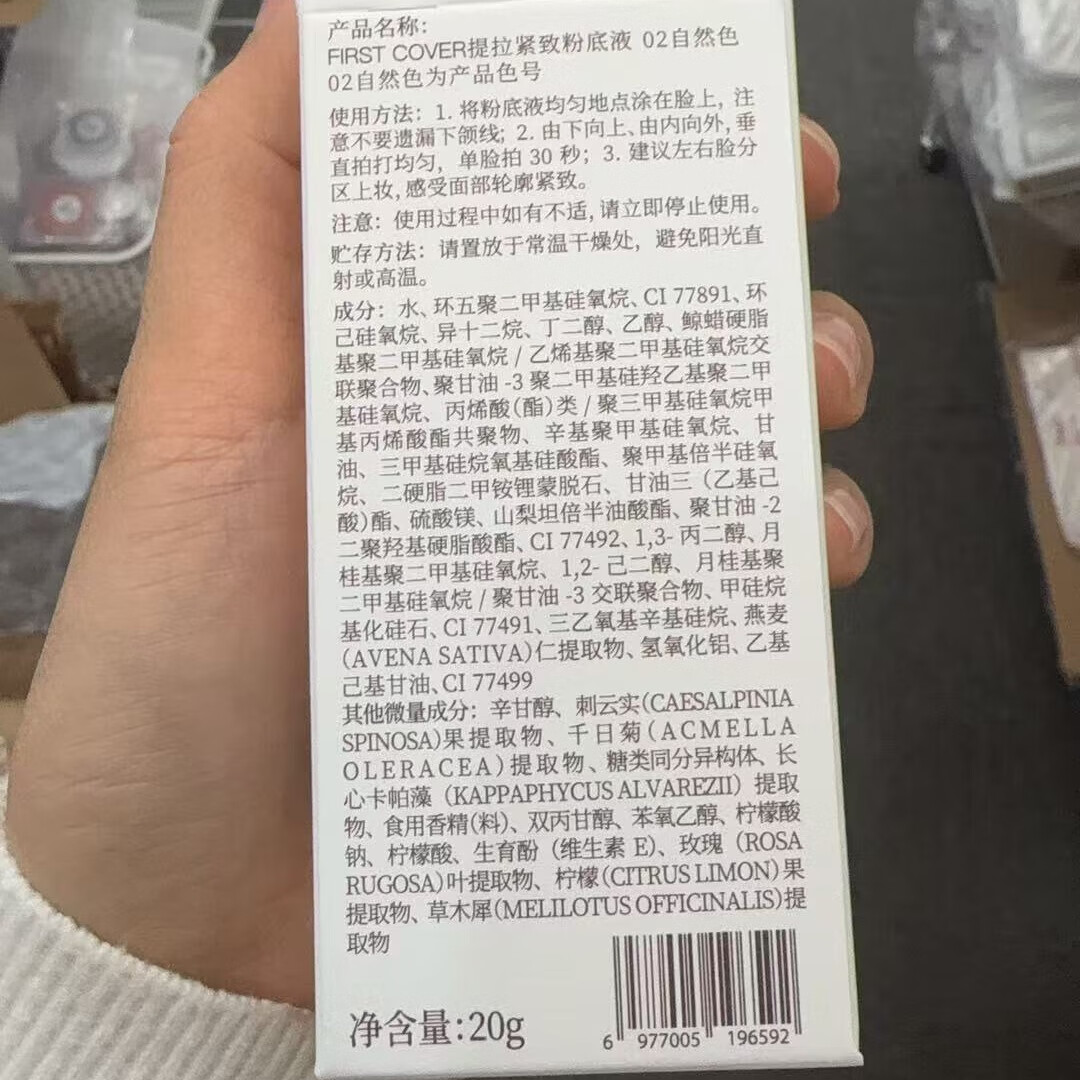 产品名称:
FIRST COVER提拉紧致粉底液 02自然色
02自然色为产品色号
使用方法：1. 将粉底液均匀地点涂在脸上，注
意不要遗漏下颌线；2. 由下向上、由内向外，垂
直拍打均匀，单脸拍 30 秒；3. 建议左右脸分
区上妆，感受面部轮廓紧致。
注意：使用过程中如有不适，请立即停止使用。
贮存方法：请置放于常温干燥处，避免阳光直
射或高温。
成分：水、环五聚二甲基硅氧烷、CI 77891、环
己硅氧烷、异十二烷、丁二醇、乙醇、鲸蜡硬脂
基聚二甲基硅氧烷 / 乙烯基聚二甲基硅氧烷交
联聚合物、聚甘油 -3 聚二甲基硅羟乙基聚二甲
基硅氧烷、丙烯酸（酯）类 / 聚三甲基硅氧烷甲
基丙烯酸酯共聚物、辛基聚甲基硅氧烷、甘
油、三甲基硅烷氧基硅酸酯、聚甲基倍半硅氧
烷、二硬脂二甲铵锂蒙脱石、甘油三（乙基己
酸）酯、硫酸镁、山梨坦倍半油酸酯、聚甘油 -2
二聚羟基硬脂酸酯、CI 77492、1,3- 丙二醇、月
桂基聚二甲基硅氧烷、1,2- 己二醇、月桂基聚
二甲基硅氧烷 / 聚甘油 -3 交联聚合物、甲硅烷
基化硅石、CI 77491、三乙氧基辛基硅烷、燕麦
（AVENA SATIVA）仁提取物、氢氧化铝、乙基
己基甘油、CI 77499
其他微量成分：辛甘醇、刺云实（CAESALPINIA
SPINOSA）果提取物、千日菊（ACMELLA
OLERACEA）提取物、糖类同分异构体、长
心卡帕藻（KAPPAPHYCUS ALVAREZII）提取
物、食用香精（料）、双丙甘醇、苯氧乙醇、柠檬酸
钠、柠檬酸、生育酚（维生素 E）、玫瑰（ROSA
RUGOSA）叶提取物、柠檬（CITRUS LIMON）果
提取物、草木犀（MELILOTUS OFFICINALIS）提
取物
净含量：20g
6 977005 196592